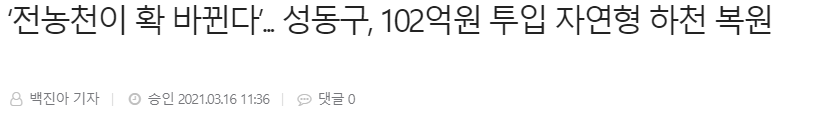 ‘전농천이 확 바뀐다’... 성동구, 102억원 투입 자연형 하천 복원
백진아 기자 승인 2021.03.16 11:36 댓글 0